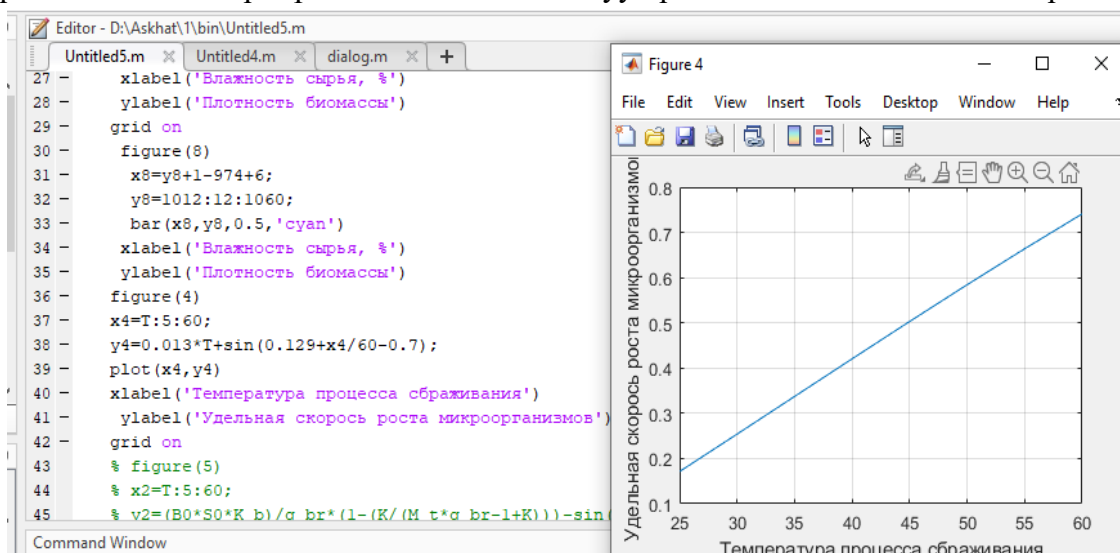 Editor - D:\Askhat\1\bin\Untitled5.m
Untitled5.m Untitled4.m dialog.m +
27 – xlabel('Влажность сырья, %')
28 – ylabel('Плотность биомассы')
29 – grid on
30 – figure(8)
31 – x8=y8+1-974+6;
32 – y8=1012:12:1060;
33 – bar(x8,y8,0.5,'cyan')
34 – xlabel('Влажность сырья, %')
35 – ylabel('Плотность биомассы')
36 – figure(4)
37 – x4=T:5:60;
38 – y4=0.013*T+sin(0.129+x4/60-0.7);
39 – plot(x4,y4)
40 – xlabel('Температура процесса сбраживания')
41 – ylabel('Удельная скорось роста микроорганизмов')
42 – grid on
43 % figure(5)
44 % x2=T:5:60;
45 % y2=(B0*S0*K_b)/g_br*(1-(K/(M_t*g_br-1+K)))-sin(
Command Window
Figure 4
File Edit View Insert Tools Desktop Window Help
Удельная скорось роста
0.8
0.7
0.6
0.5
0.4
0.3
0.2
0.1
25 30 35 40 45 50 55 60
Температура процесса сбраживания